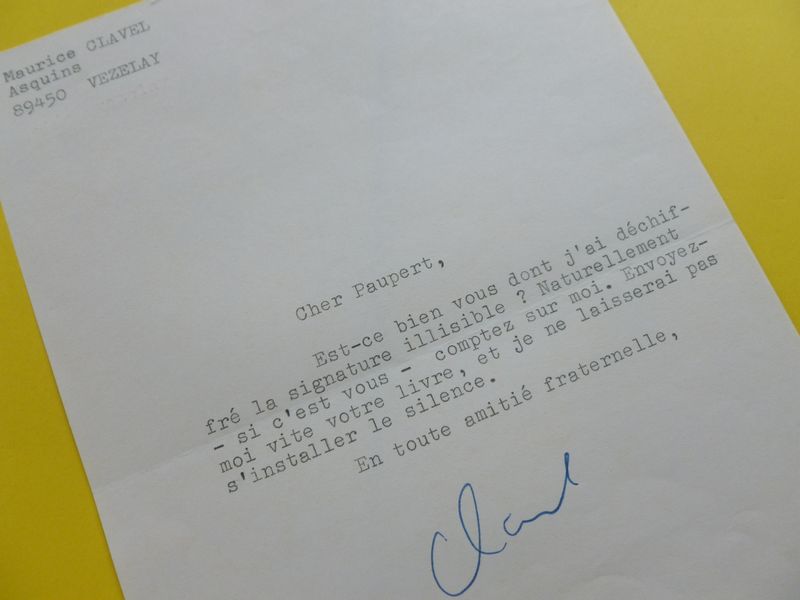 Maurice CLAVEL
Asquins
89450 VEZELAY
Cher Paupert,
Est-ce bien vous dont j'ai déchif-
fré la signature illisible ? Naturellement
- si c'est vous - comptez sur moi. Envoyez-
moi vite votre livre, et je ne laisserai pas
s'installer le silence.
En toute amitié fraternelle,
Clavel